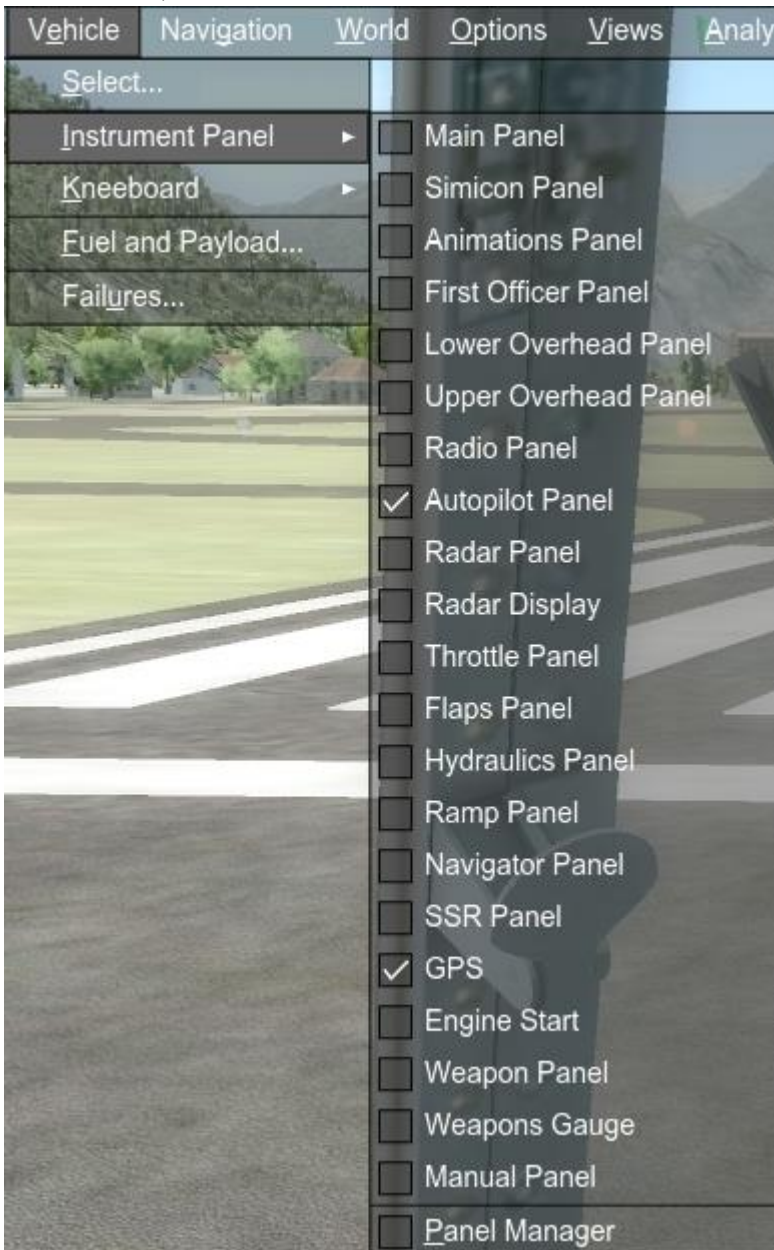 Vehicle Navigation World Options Views Analy
Select...
Instrument Panel
Kneeboard
Fuel and Payload...
Failures...
Main Panel
Simicon Panel
Animations Panel
First Officer Panel
Lower Overhead Panel
Upper Overhead Panel
Radio Panel
Autopilot Panel
Radar Panel
Radar Display
Throttle Panel
Flaps Panel
Hydraulics Panel
Ramp Panel
Navigator Panel
SSR Panel
GPS
Engine Start
Weapon Panel
Weapons Gauge
Manual Panel
Panel Manager